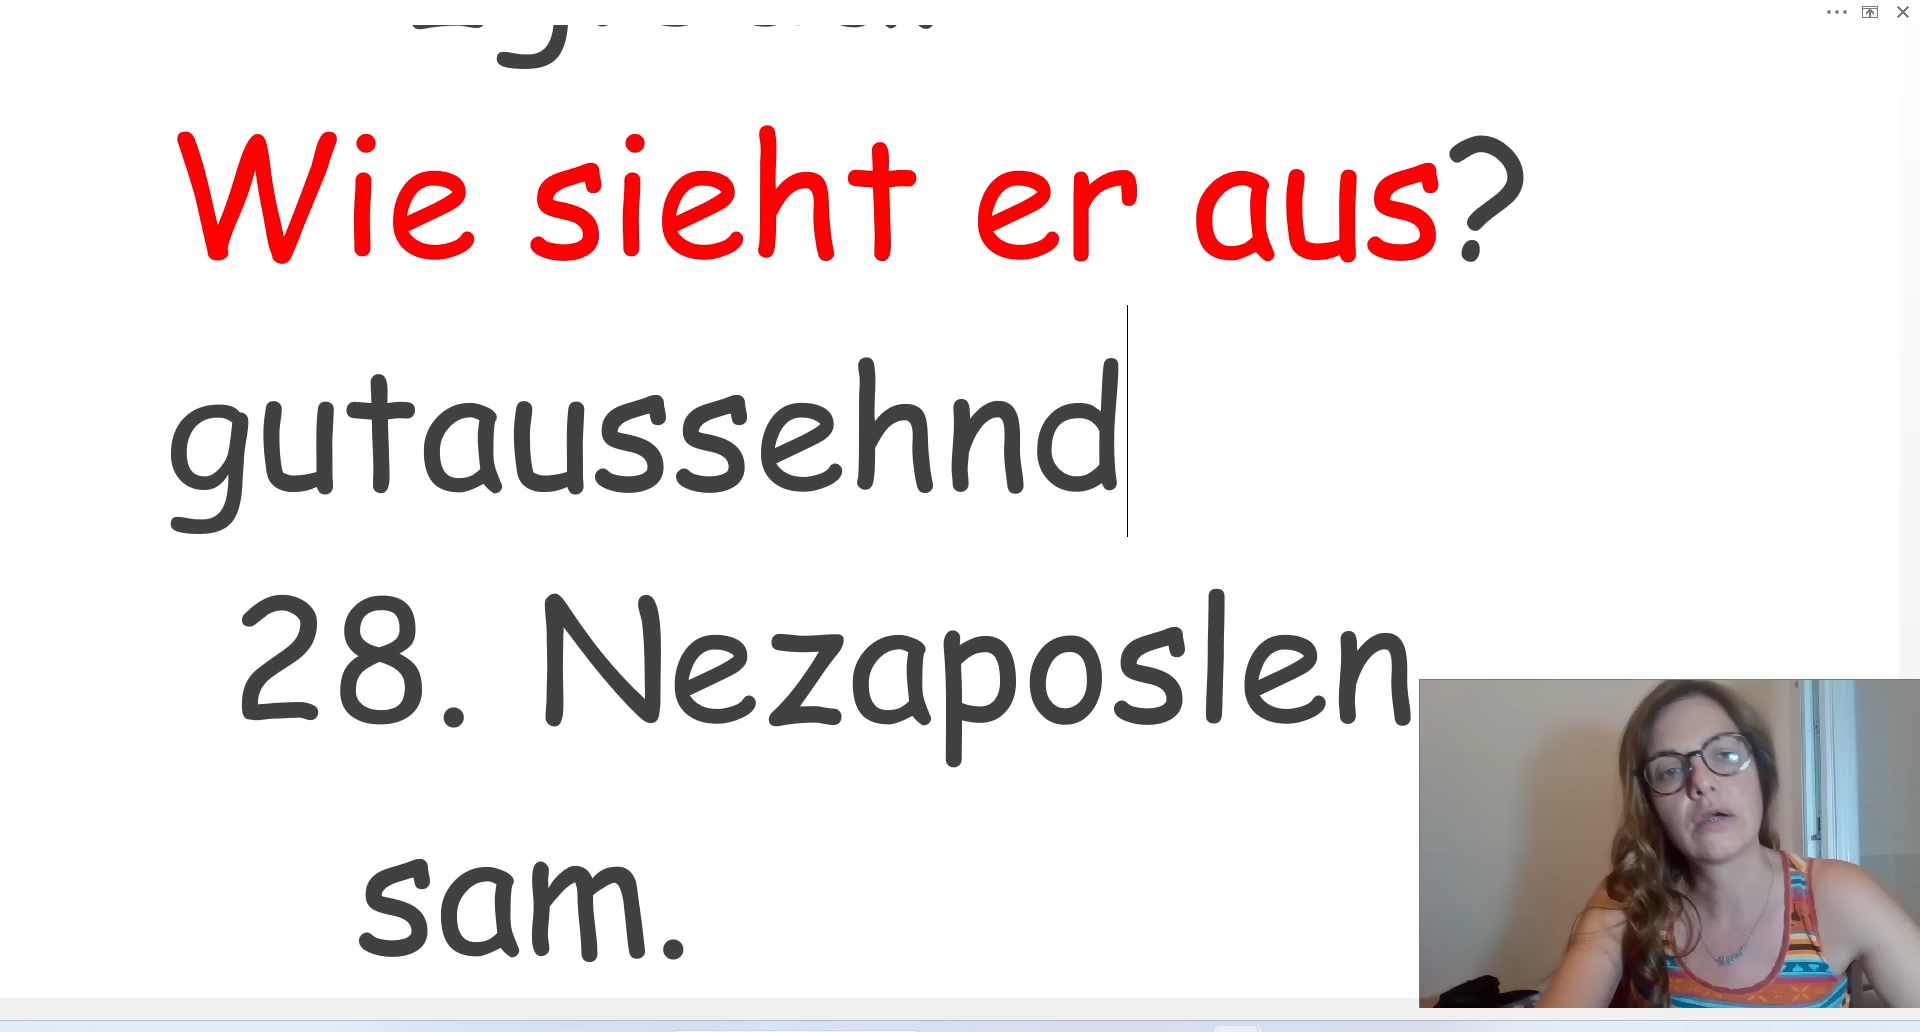 Wie sieht er aus?
gutaussehnd
28. Nezaposlen
sam.